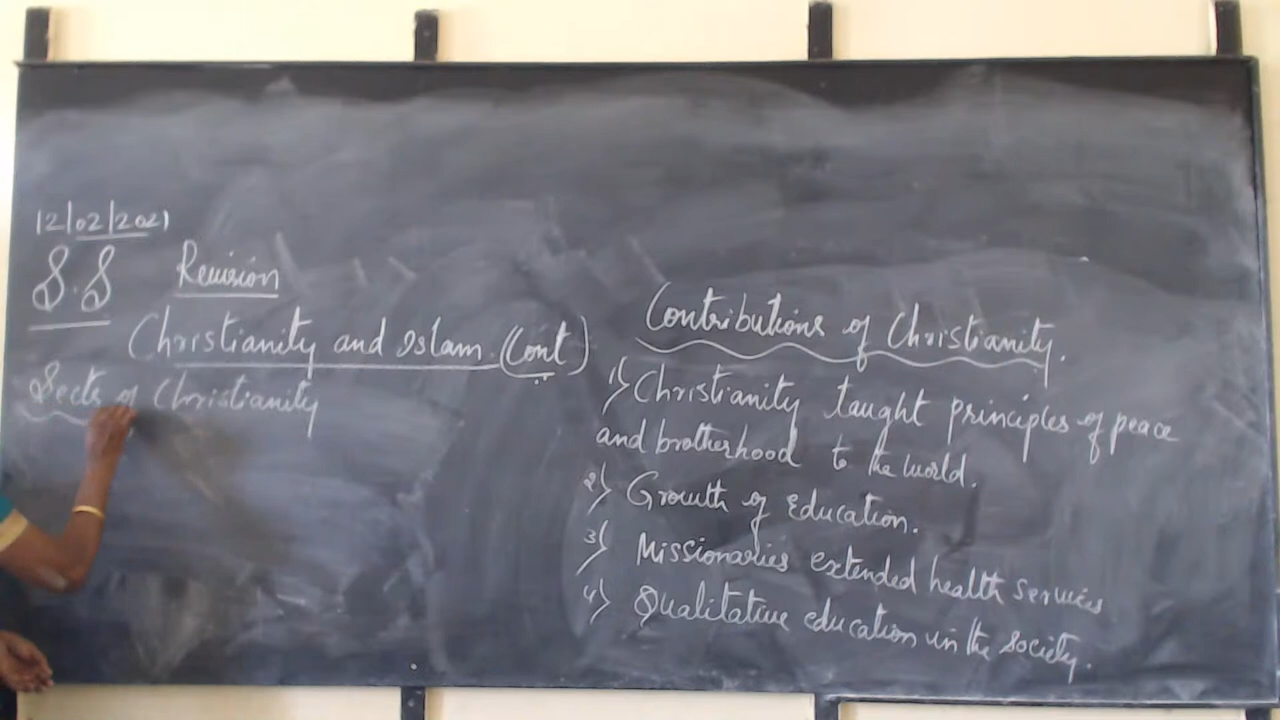 12/02/2021
8.8 Revision
Christianity and Islam (Cont)
Sects of Christianity
Contributions of Christianity.
1) Christianity taught principles of peace
and brotherhood to the world.
2) Growth of Education.
3) Missionaries extended health services
4) Qualitative education in the society.